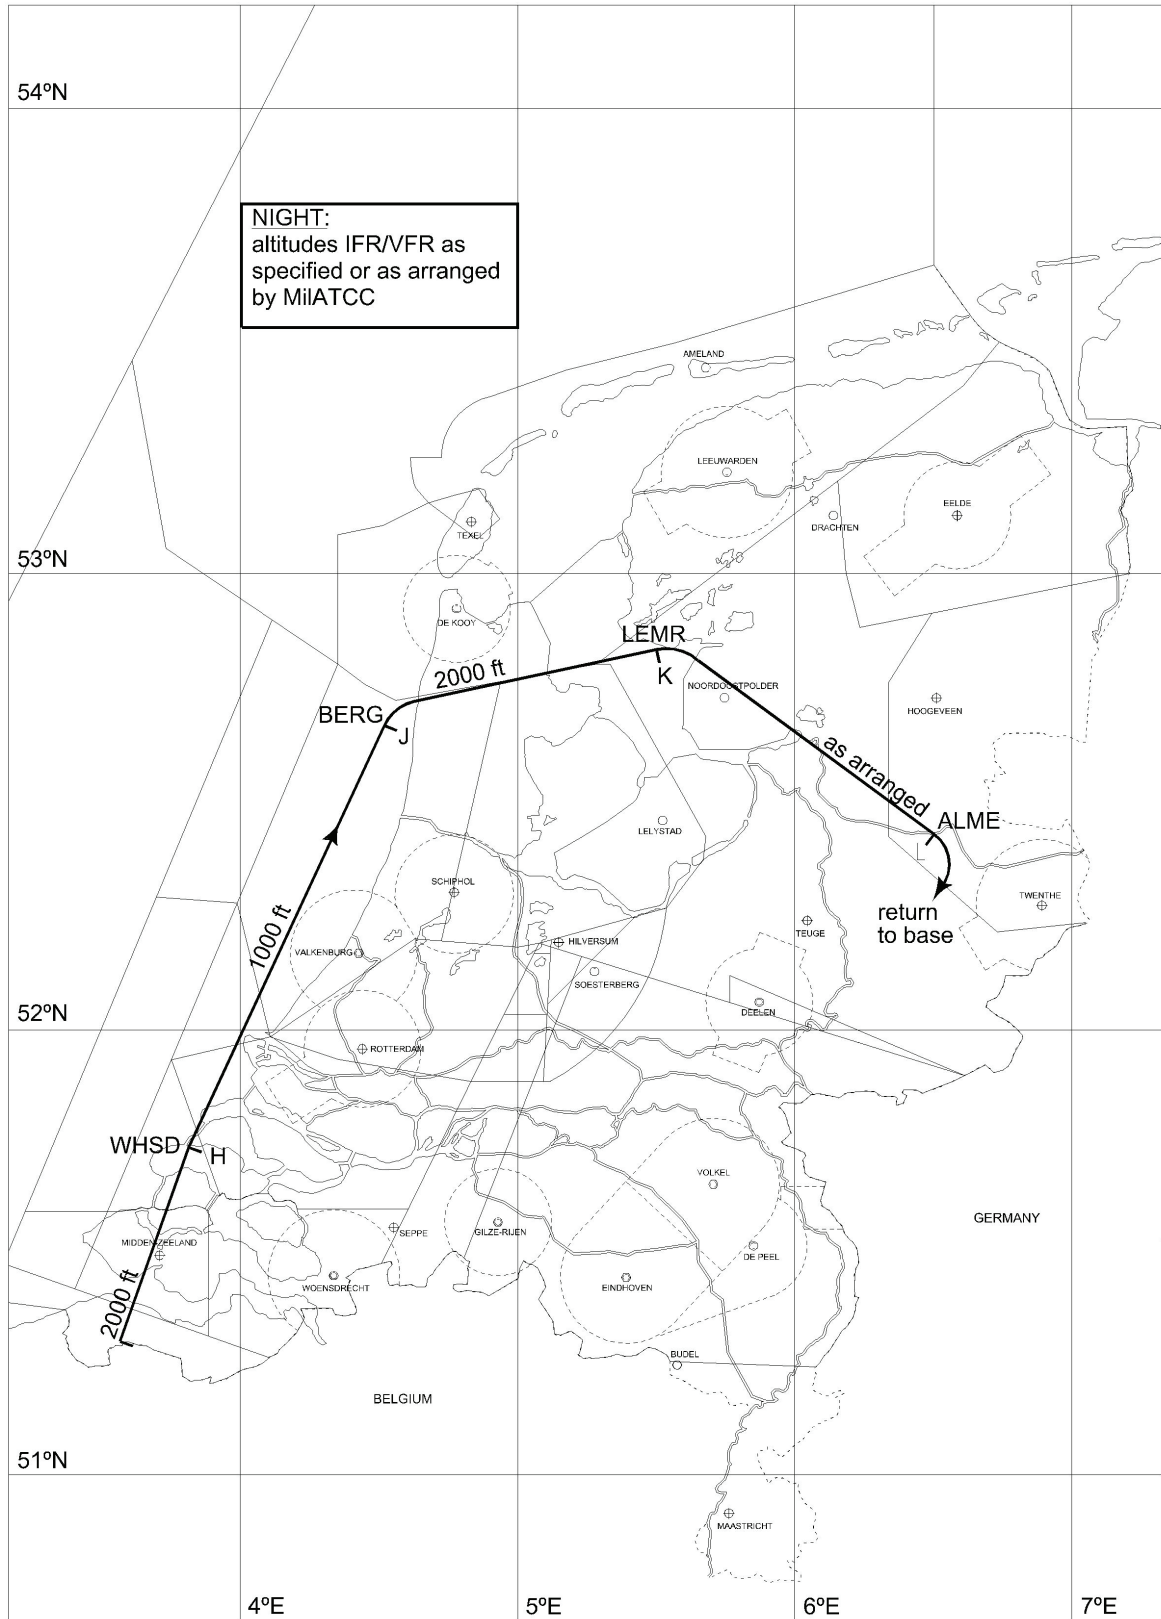 54ºN
NIGHT:
altitudes IFR/VFR as
specified or as arranged
by MilATCC
AMELAND
LEEUWARDEN
EELDE
DRACHTEN
TEXEL
53ºN
DE KOOY
LEMR
2000 ft
K
NOORDOOSTPOLDER
HOOGEVEEN
BERG
J
as arranged
ALME
LELYSTAD
L
SCHIPHOL
TWENTHE
return
to base
1000 ft
TEUGE
HILVERSUM
VALKENBURG
SOESTERBERG
DEELEN
52ºN
ROTTERDAM
WHSD
H
VOLKEL
GERMANY
MIDDEN-ZEELAND
SEPPE
GILZE-RIJEN
DE PEEL
WOENSDRECHT
EINDHOVEN
2000 ft
BUDEL
BELGIUM
51ºN
MAASTRICHT
4ºE
5ºE
6ºE
7ºE